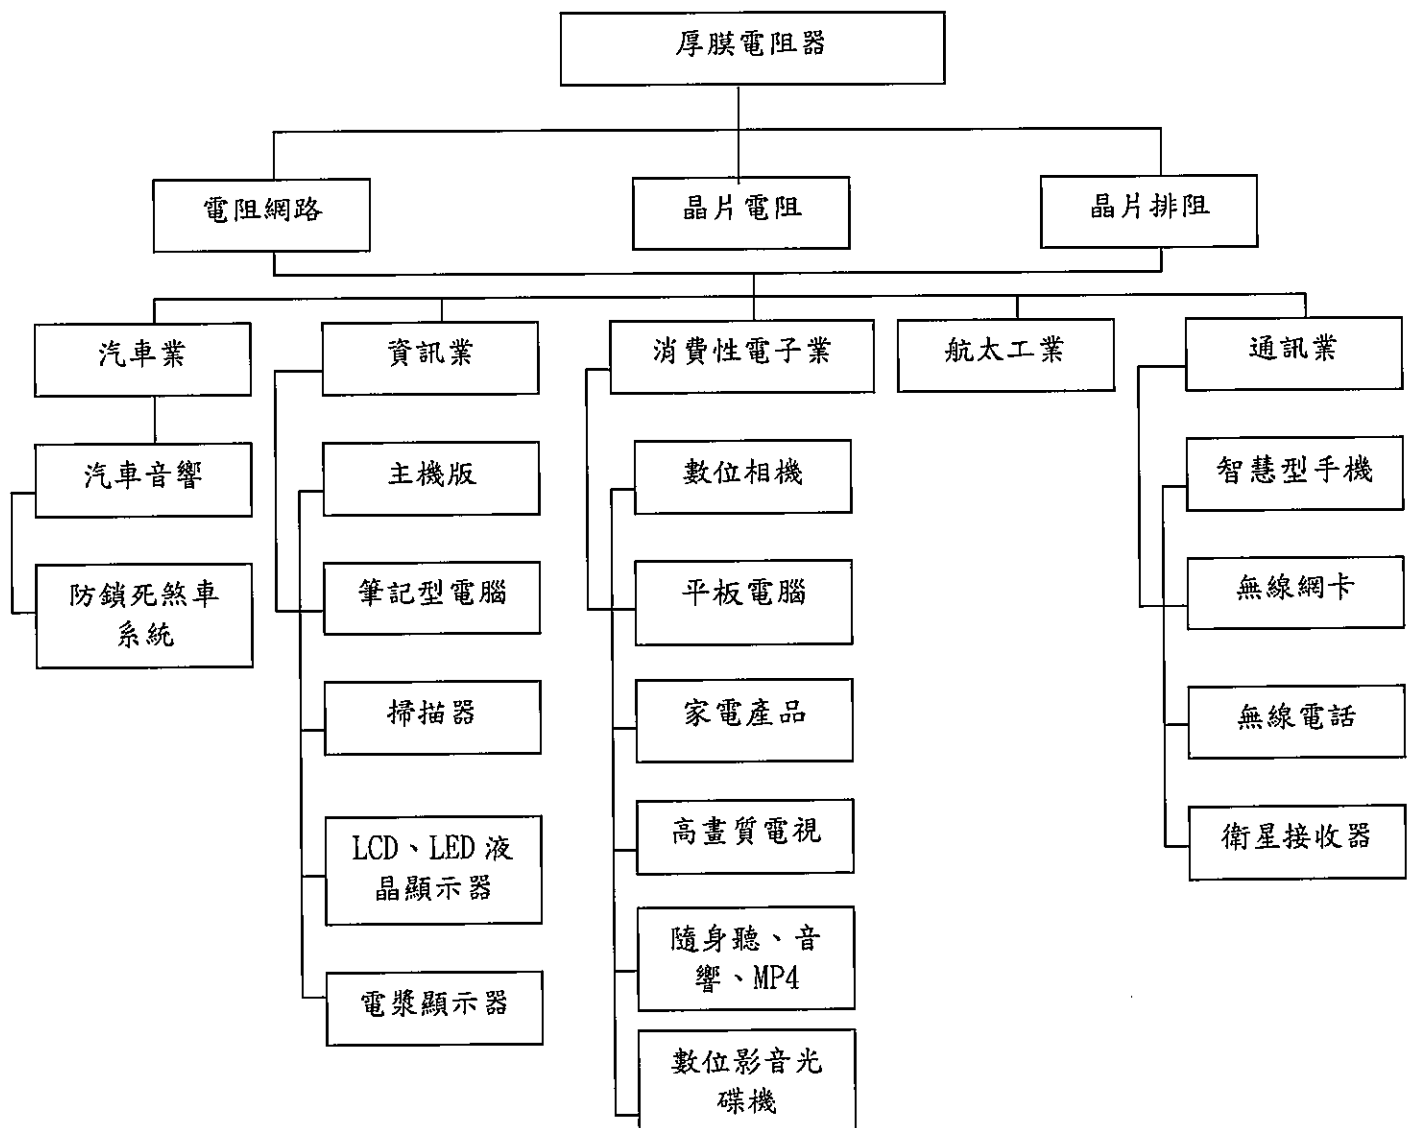 厚膜電阻器
電阻網路
晶片電阻
晶片排阻
汽車業
資訊業
消費性電子業
航太工業
通訊業
汽車音響
主機版
數位相機
智慧型手機
防鎖死煞車
系統
筆記型電腦
平板電腦
無線網卡
掃描器
家電產品
無線電話
LCD、LED 液
晶顯示器
高畫質電視
衛星接收器
電漿顯示器
隨身聽、音
響、MP4
數位影音光
碟機